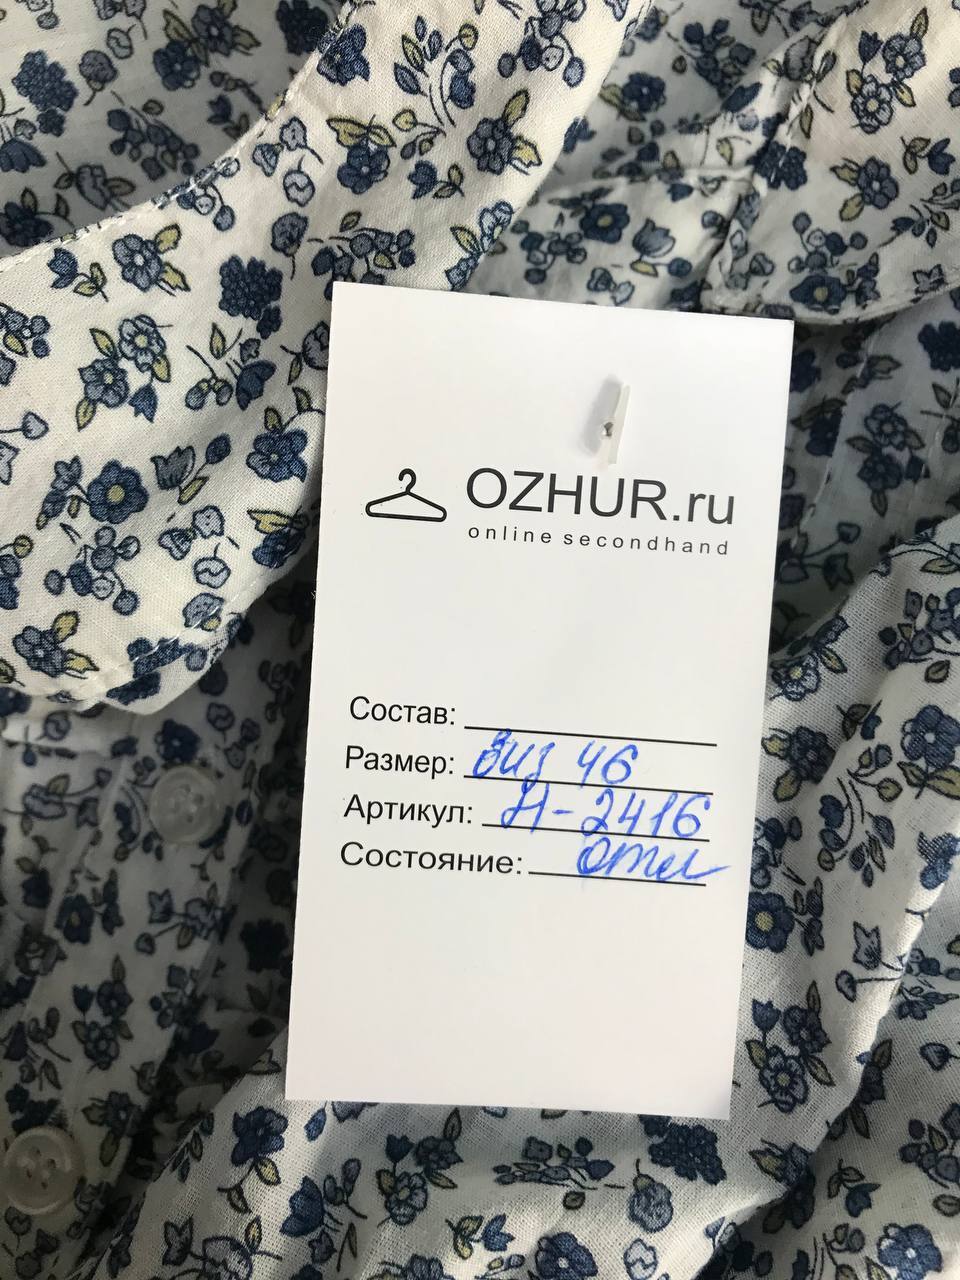 OZHUR.ru
online secondhand
Состав:
Размер: виз 46
Артикул: А-2416
Состояние: отл